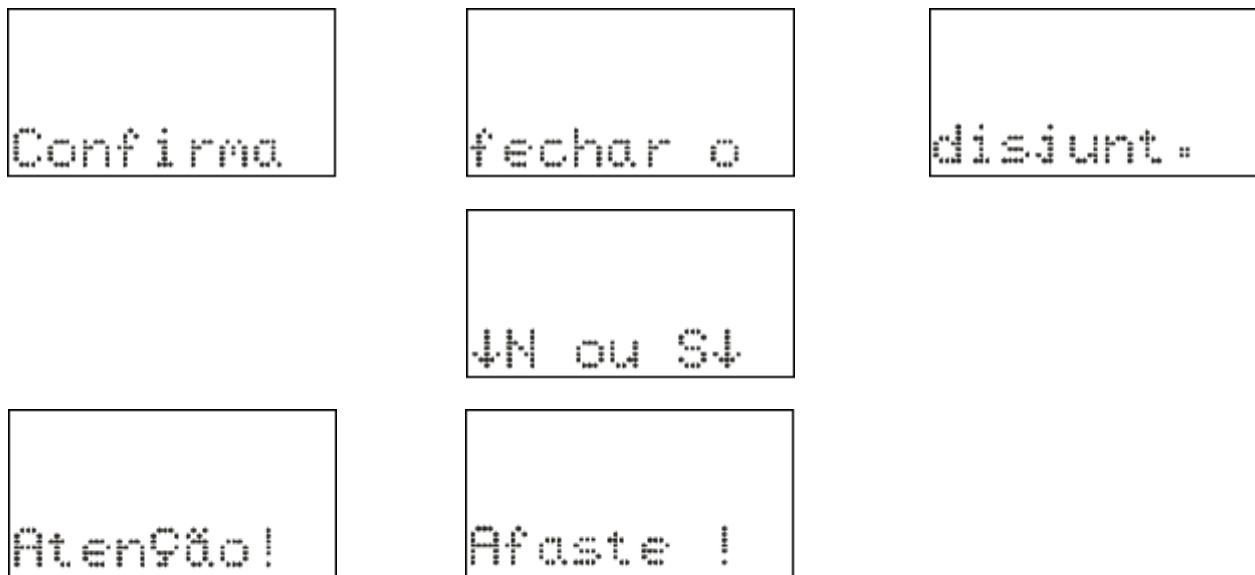 Confirma
fechar o
disjunt.
↓N ou S↓
Atenção!
Afaste !